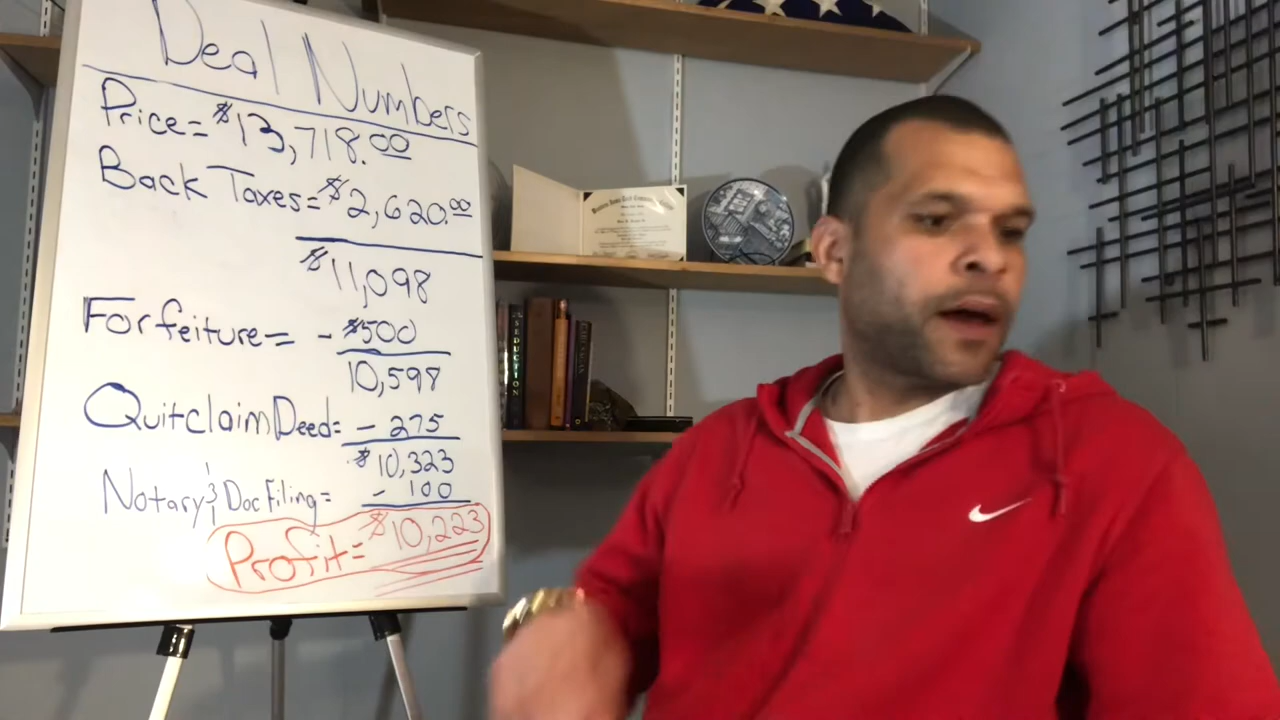 Deal Numbers
Price = $13,718.00
Back Taxes = $2,620.00
$11,098
Forfeiture = - $500
10,598
Quitclaim Deed = - 275
$10,323
Notary & Doc Filing = - 100
Profit = $10,223
SEDUCTION